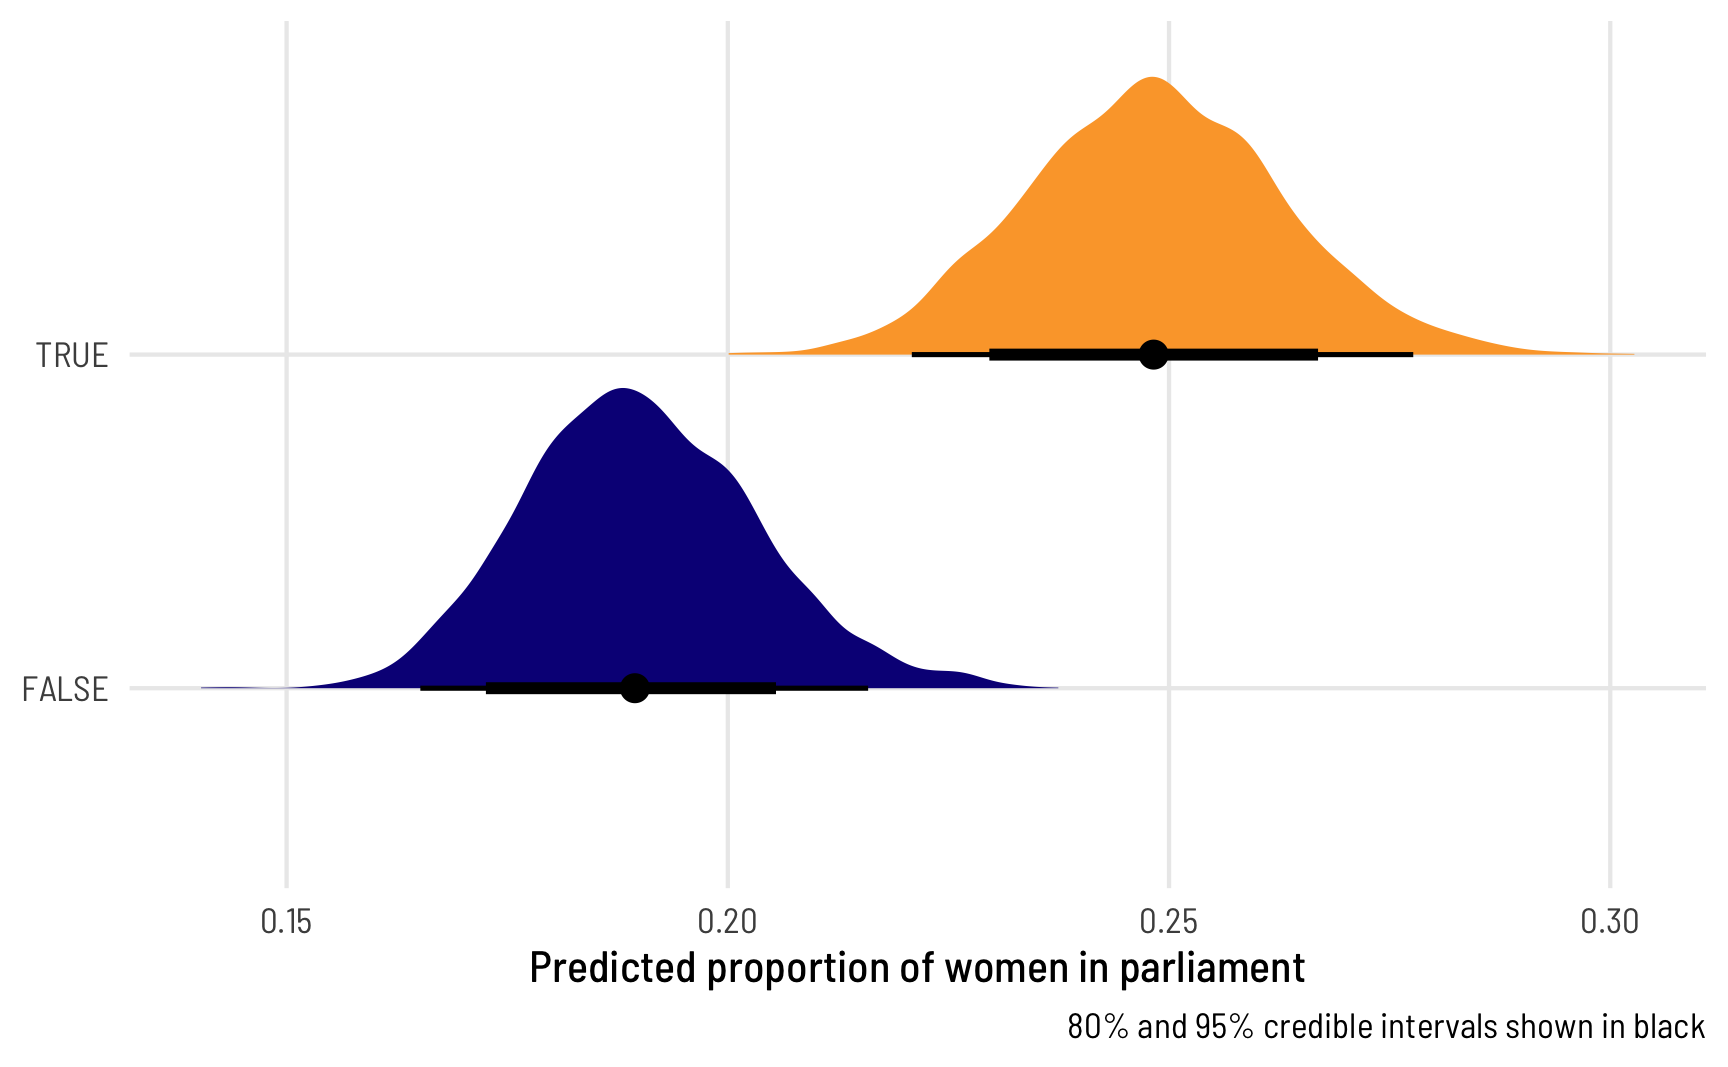 TRUE
FALSE
0.15 0.20 0.25 0.30
Predicted proportion of women in parliament
80% and 95% credible intervals shown in black